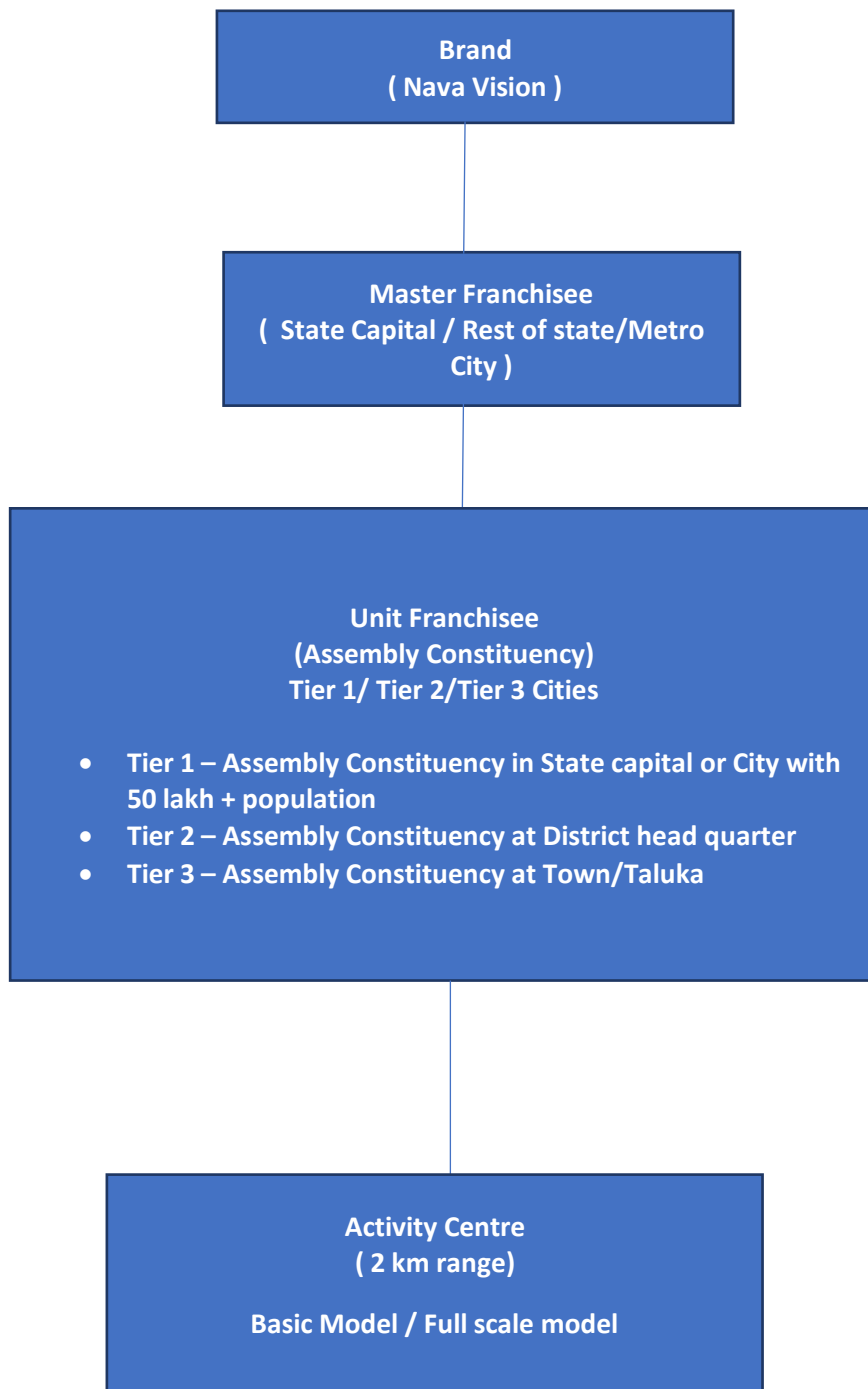 Brand
( Nava Vision )
Master Franchisee
( State Capital / Rest of state/Metro
City )
Unit Franchisee
(Assembly Constituency)
Tier 1/ Tier 2/Tier 3 Cities
• Tier 1 – Assembly Constituency in State capital or City with
50 lakh + population
• Tier 2 – Assembly Constituency at District head quarter
• Tier 3 – Assembly Constituency at Town/Taluka
Activity Centre
( 2 km range)
Basic Model / Full scale model